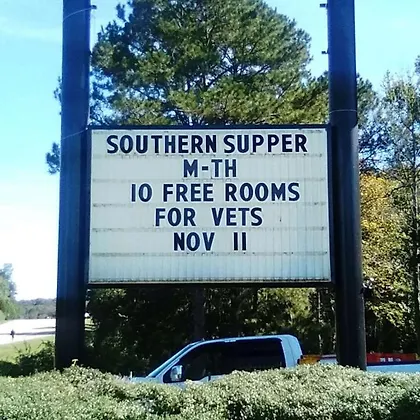 SOUTHERN SUPPER
M-TH
10 FREE ROOMS
FOR VETS
NOV 11